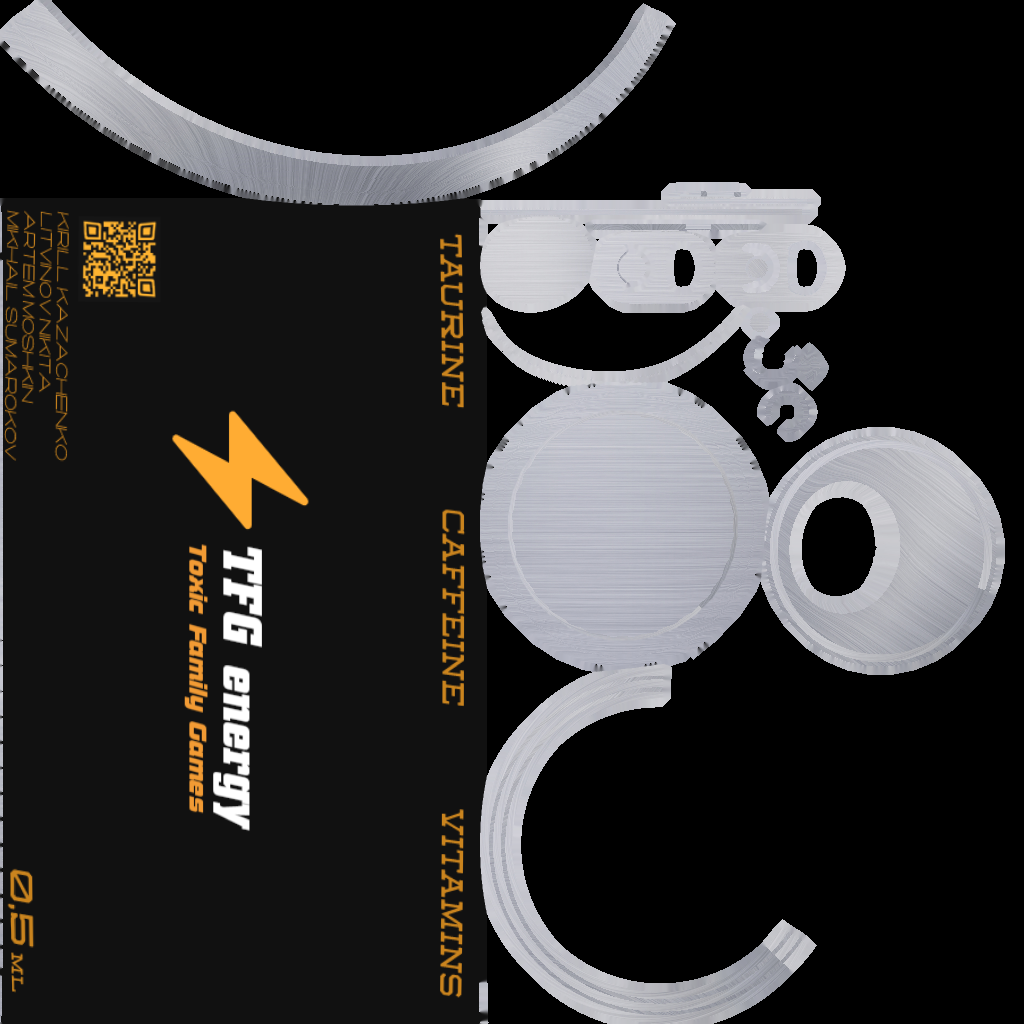 TAURINE CAFFEINE VITAMINS
TFG energy
Toxic Family Games
KIRILL KAZACHENKO
LITVINOV NIKITA
ARTEM MOSHKIN
MIKHAIL SUMAROKOV
0,5 ML